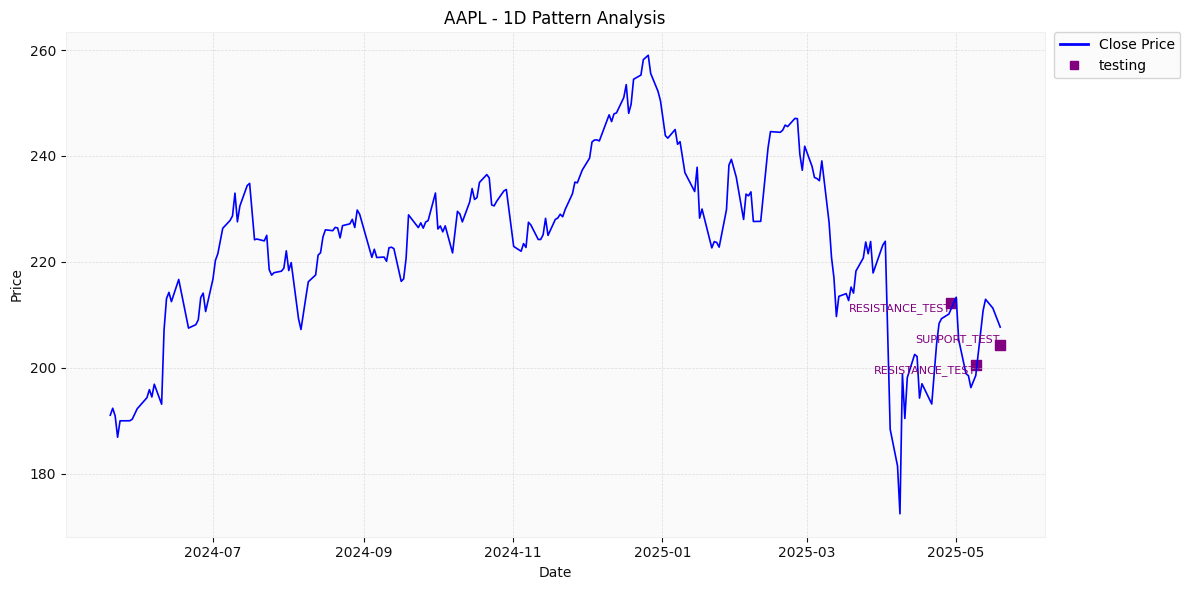 AAPL - 1D Pattern Analysis
Close Price
testing
260
240
220
200
180
Price
RESISTANCE_TEST
SUPPORT_TEST
RESISTANCE_TEST
2024-07
2024-09
2024-11
2025-01
2025-03
2025-05
Date